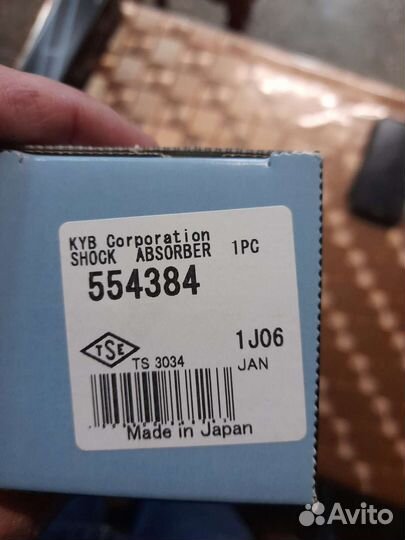 KYB Corporation
SHOCK ABSORBER 1PC
554384
TSE 1J06
TS 3034 JAN
Made in Japan
Avito